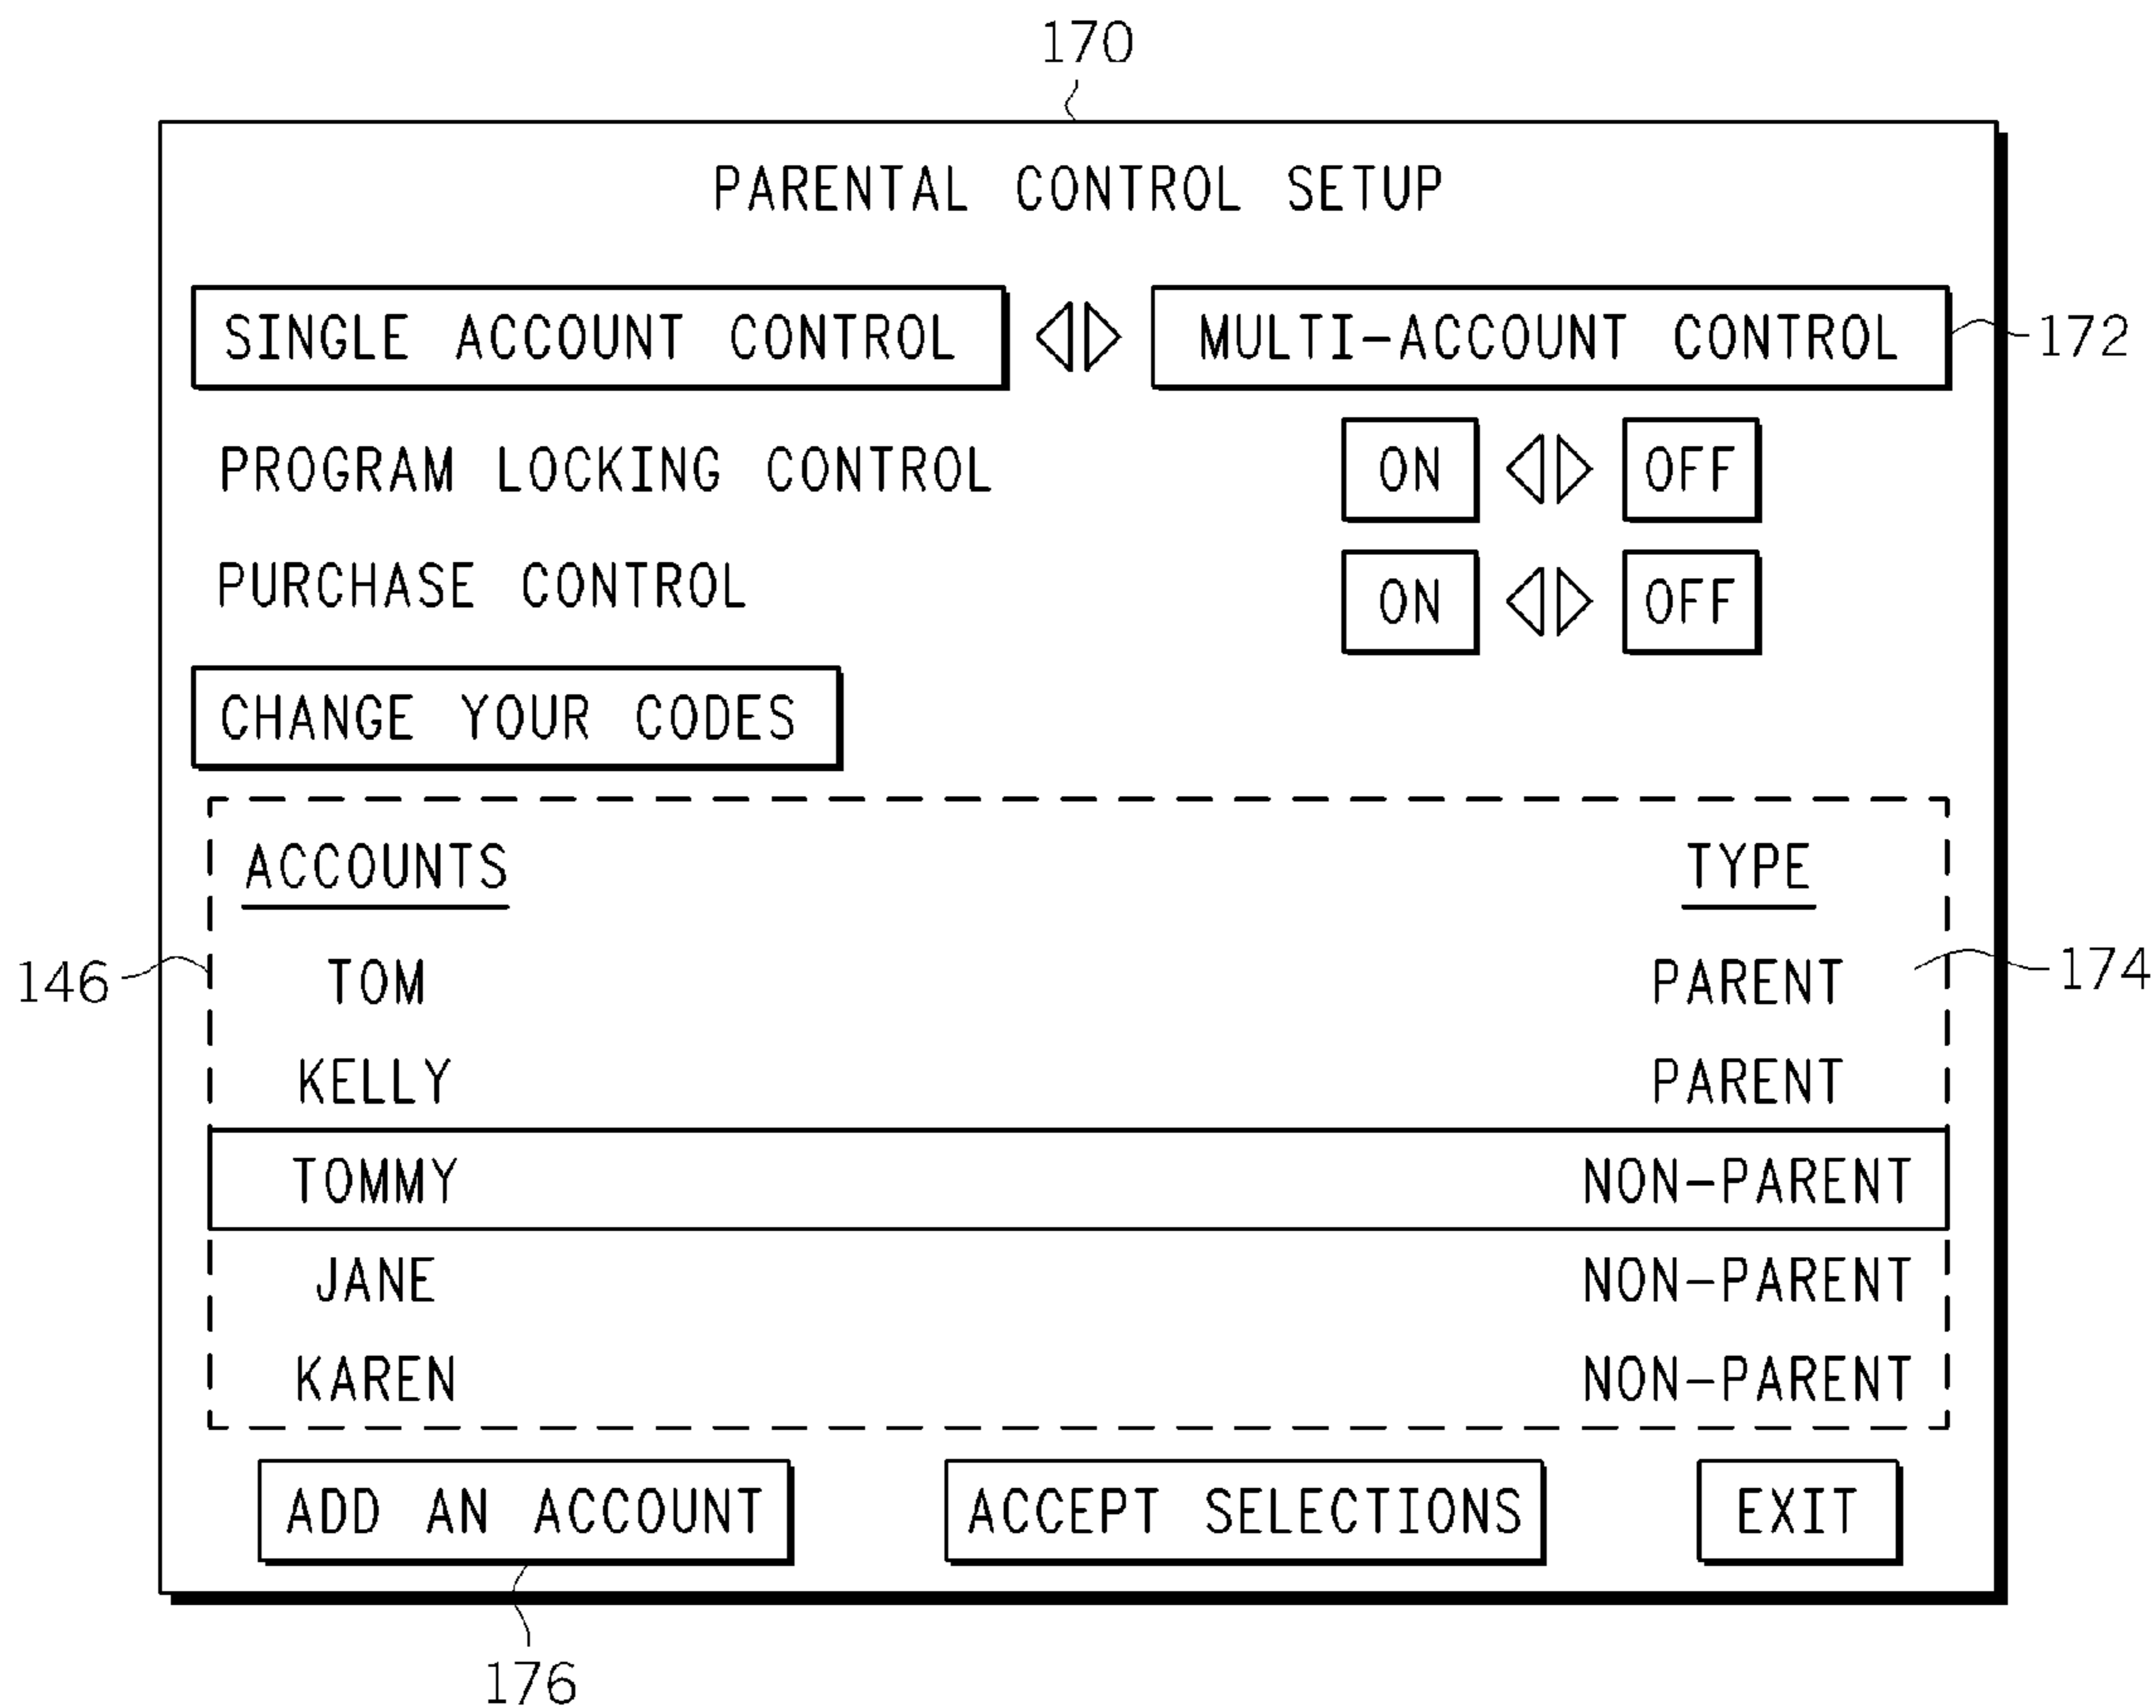 170
PARENTAL CONTROL SETUP
SINGLE ACCOUNT CONTROL MULTI-ACCOUNT CONTROL 172
PROGRAM LOCKING CONTROL ON OFF
PURCHASE CONTROL ON OFF
CHANGE YOUR CODES
ACCOUNTS TYPE
146 TOM PARENT 174
KELLY PARENT
TOMMY NON-PARENT
JANE NON-PARENT
KAREN NON-PARENT
ADD AN ACCOUNT ACCEPT SELECTIONS EXIT
176